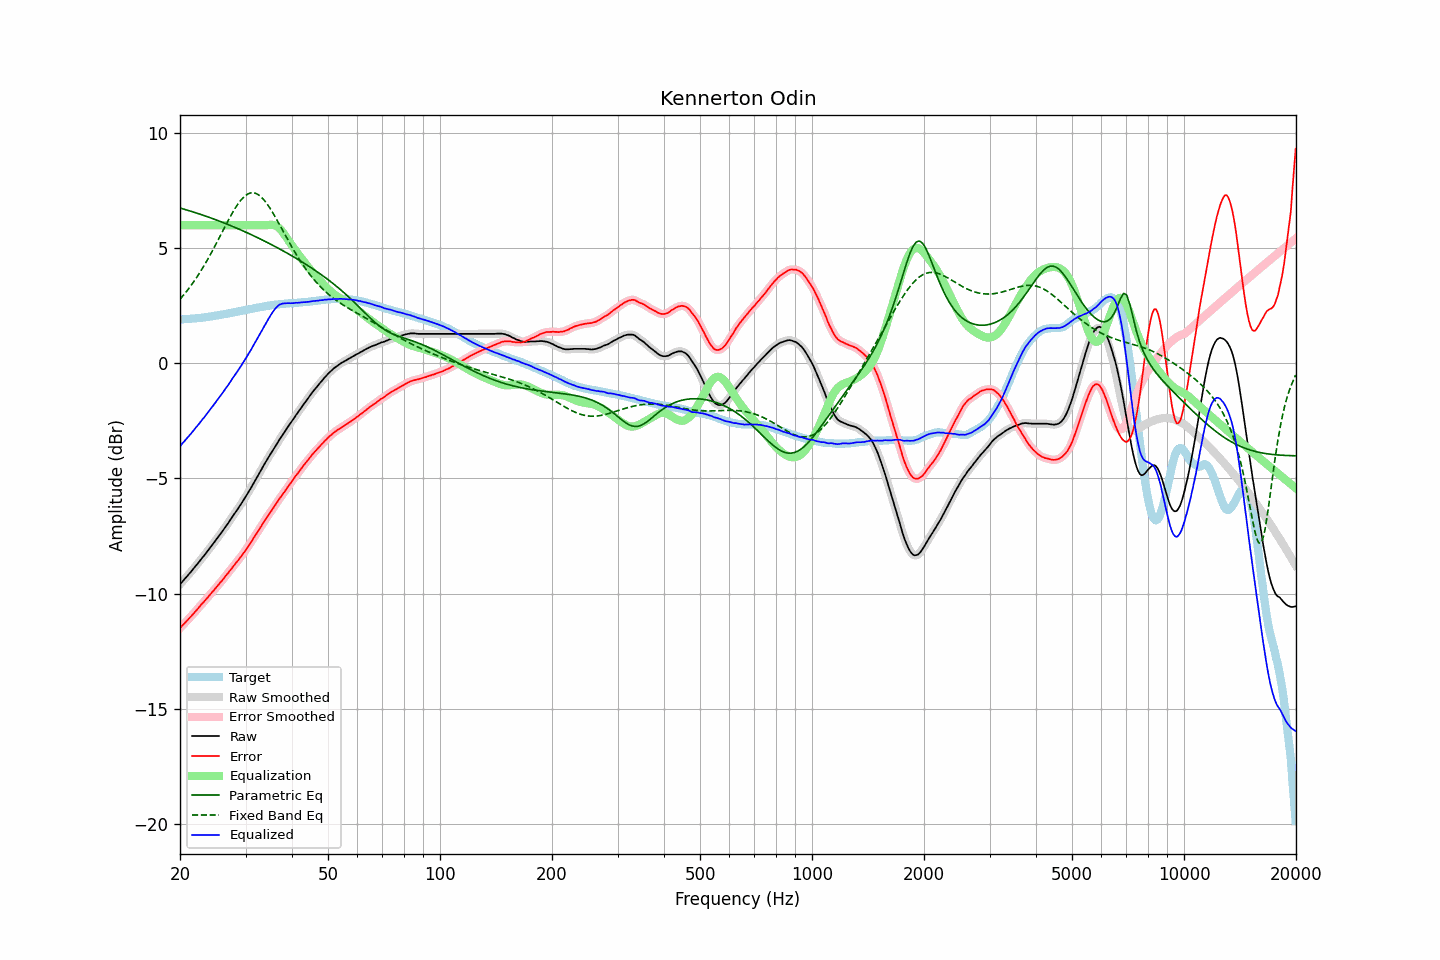 Kennerton Odin
Amplitude (dBr)
10
5
0
−5
−10
−15
−20
Target
Raw Smoothed
Error Smoothed
Raw
Error
Equalization
Parametric Eq
Fixed Band Eq
Equalized
20 50 100 200 500 1000 2000 5000 10000 20000
Frequency (Hz)